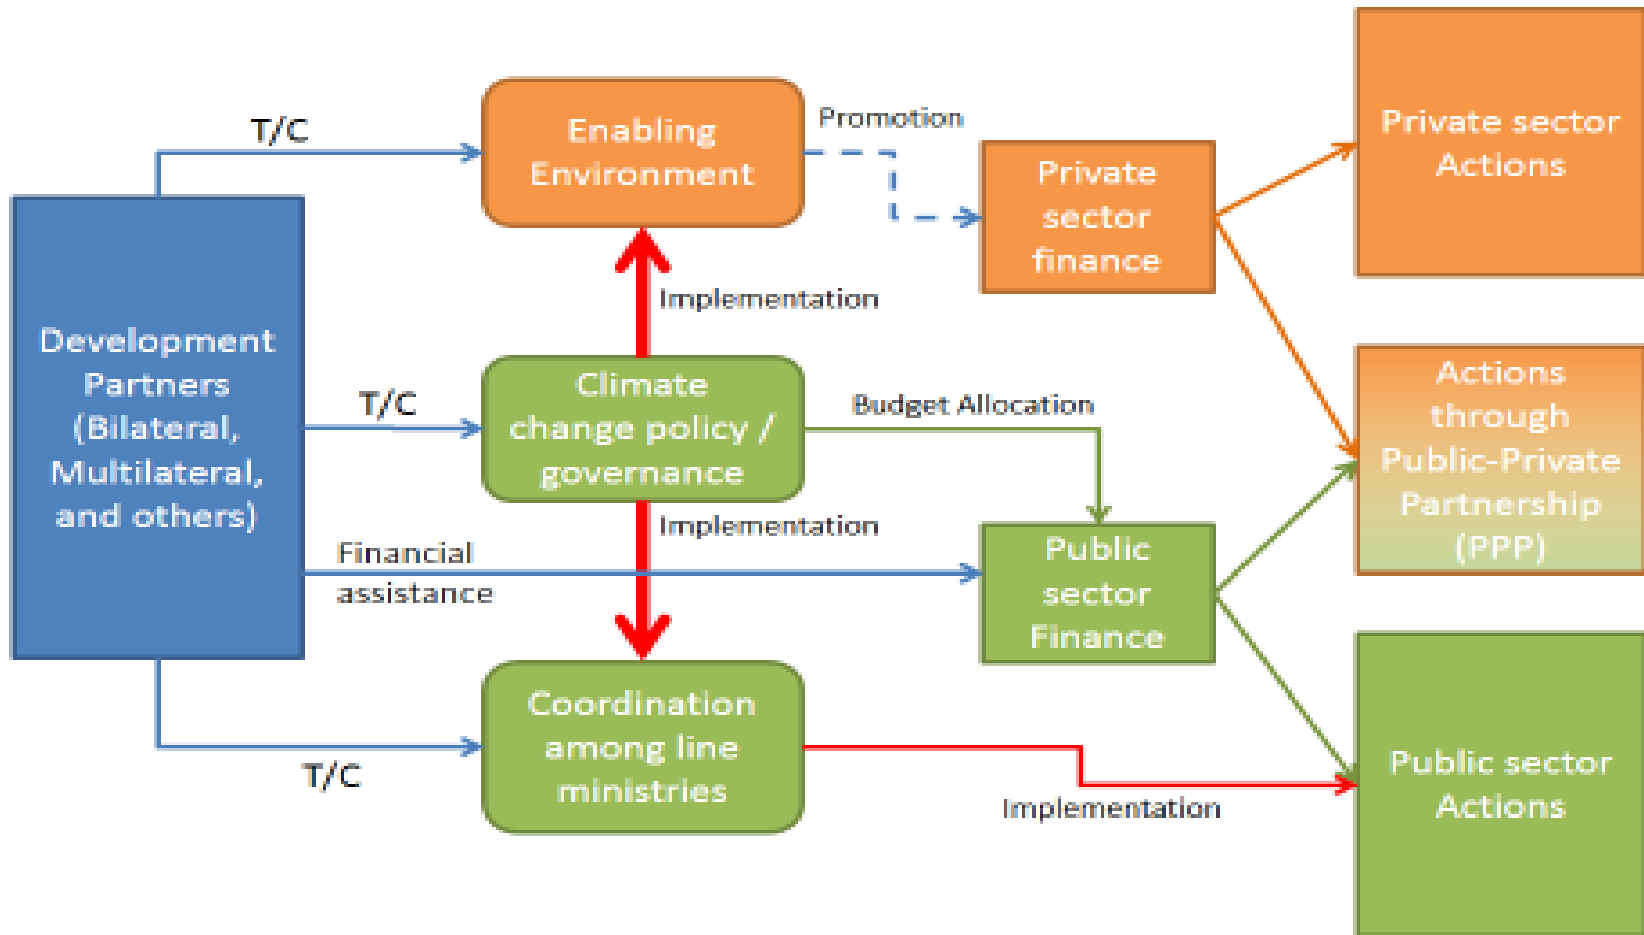 T/C
Enabling
Environment
Promotion
Private
sector
finance
Private sector
Actions
Implementation
Development
Partners
(Bilateral,
Multilateral,
and others)
T/C
Climate
change policy /
governance
Budget Allocation
Actions
through
Public-Private
Partnership
(PPP)
Implementation
Financial
assistance
Public
sector
Finance
Coordination
among line
ministries
T/C
Implementation
Public sector
Actions